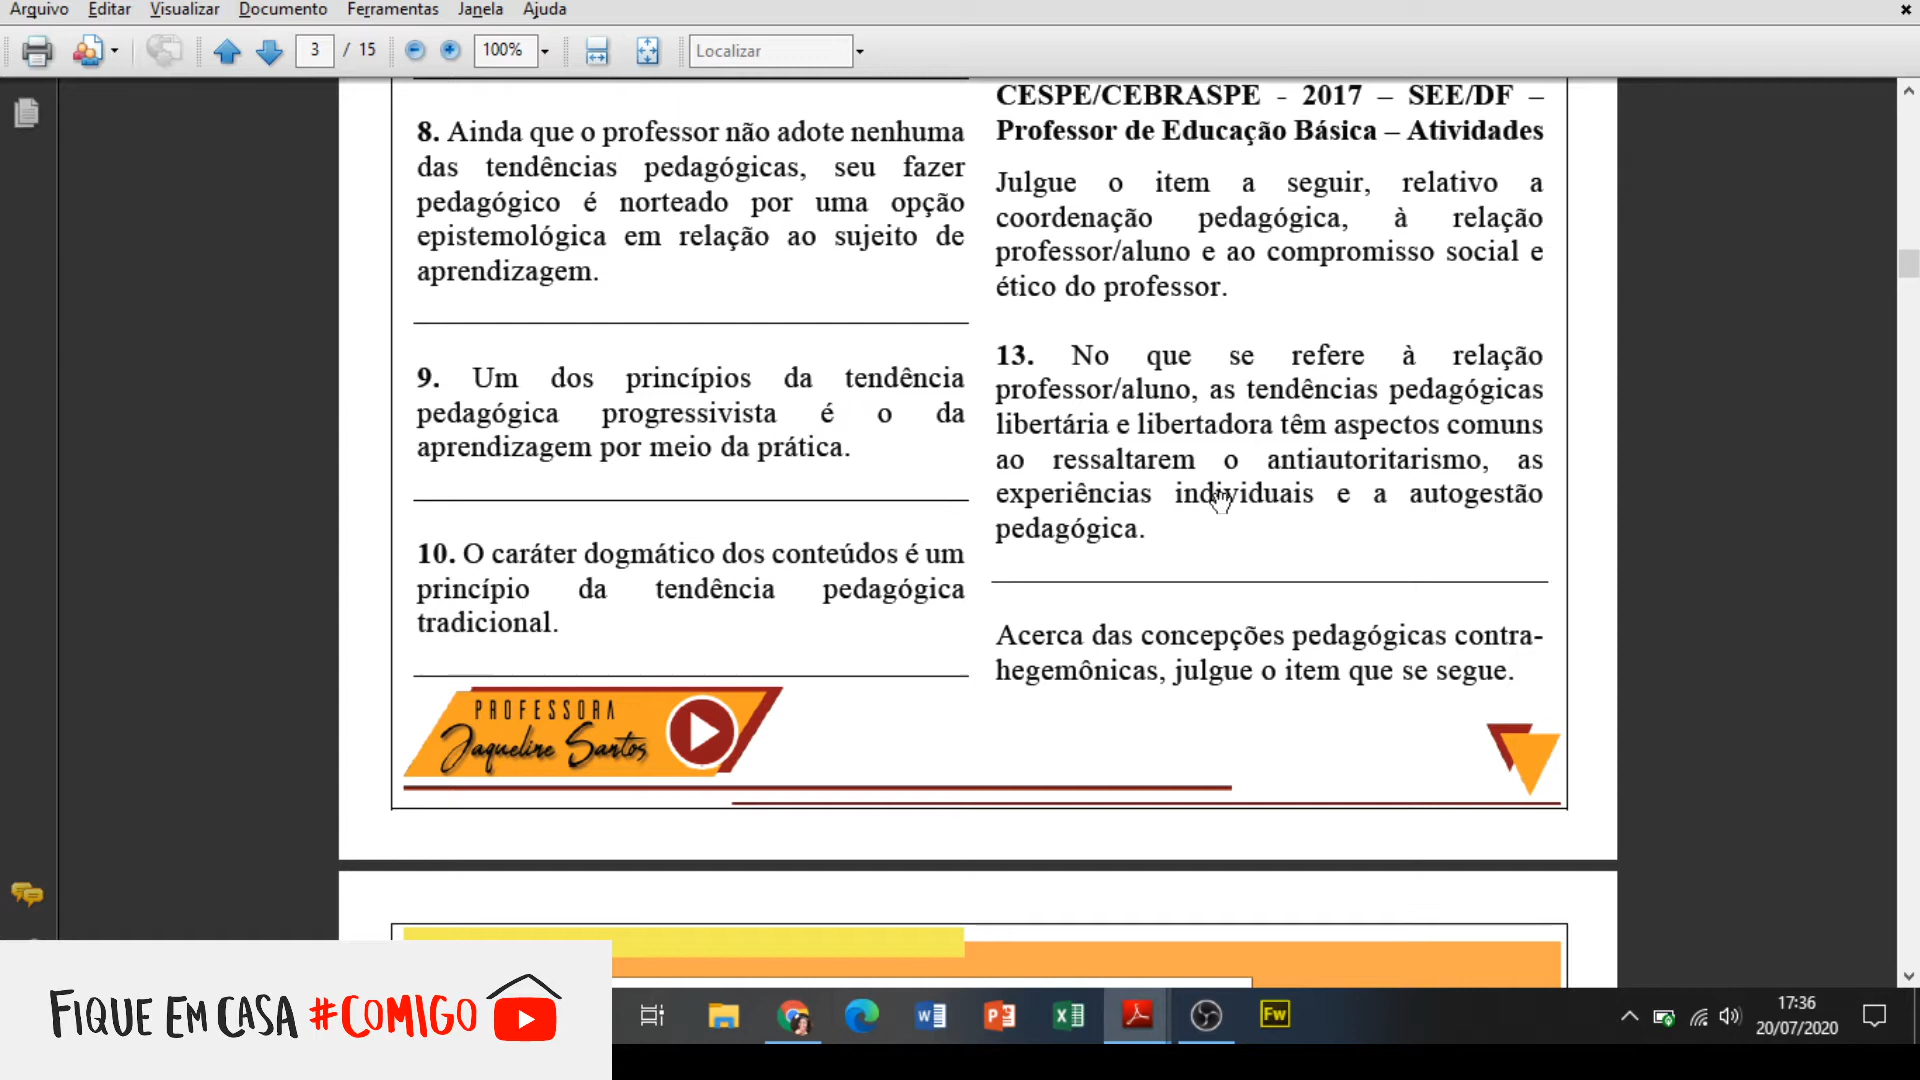 Arquivo Editar Visualizar Documento Ferramentas Janela Ajuda
3 / 15 100% Localizar
8. Ainda que o professor não adote nenhuma
das tendências pedagógicas, seu fazer
pedagógico é norteado por uma opção
epistemológica em relação ao sujeito de
aprendizagem.
9. Um dos princípios da tendência
pedagógica progressivista é o da
aprendizagem por meio da prática.
10. O caráter dogmático dos conteúdos é um
princípio da tendência pedagógica
tradicional.
CESPE/CEBRASPE - 2017 – SEE/DF –
Professor de Educação Básica – Atividades
Julgue o item a seguir, relativo a
coordenação pedagógica, à relação
professor/aluno e ao compromisso social e
ético do professor.
13. No que se refere à relação
professor/aluno, as tendências pedagógicas
libertária e libertadora têm aspectos comuns
ao ressaltarem o antiautoritarismo, as
experiências individuais e a autogestão
pedagógica.
Acerca das concepções pedagógicas contra-
hegemônicas, julgue o item que se segue.
PROFESSORA
Jaqueline Santos
FIQUE EM CASA #COMIGO
Fw
17:36
20/07/2020